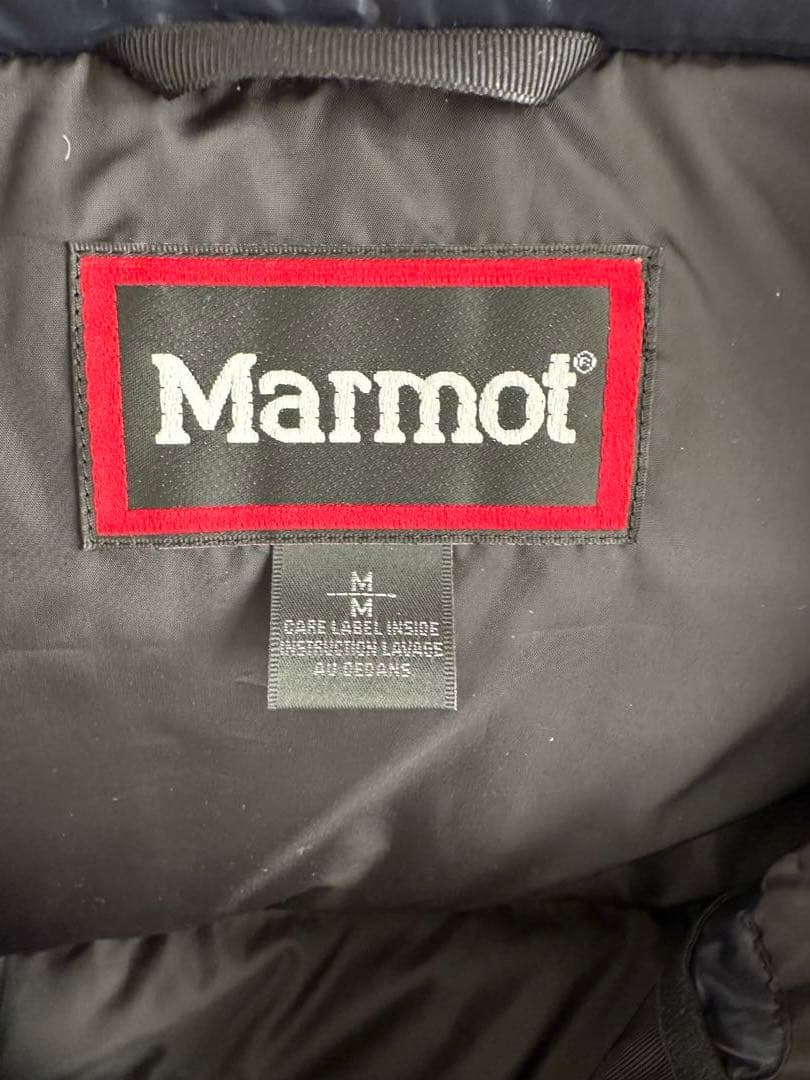 Marmot®
M
M
CARE LABEL INSIDE
INSTRUCTION LAVAGE
AU DEDANS